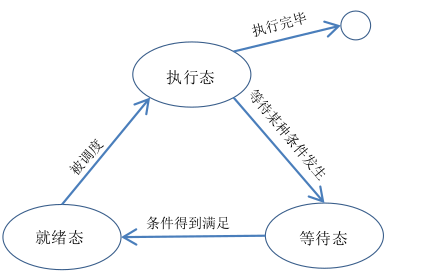 执行完毕
执行态
等待某种条件发生
被调度
条件得到满足
就绪态
等待态